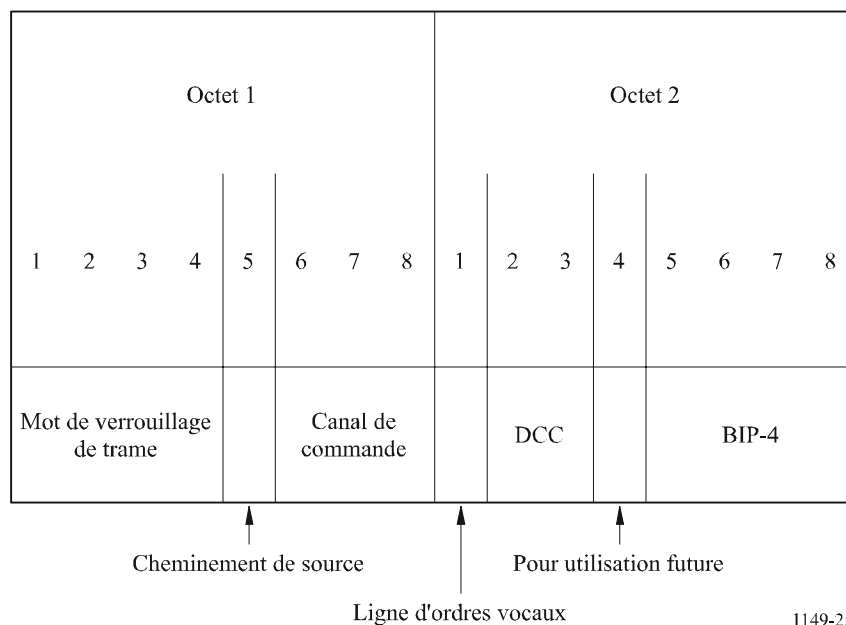 Octet 1 Octet 2
1 2 3 4 5 6 7 8 1 2 3 4 5 6 7 8
Mot de verrouillage
de trame
Canal de
commande
DCC
BIP-4
Cheminement de source
Pour utilisation future
Ligne d'ordres vocaux